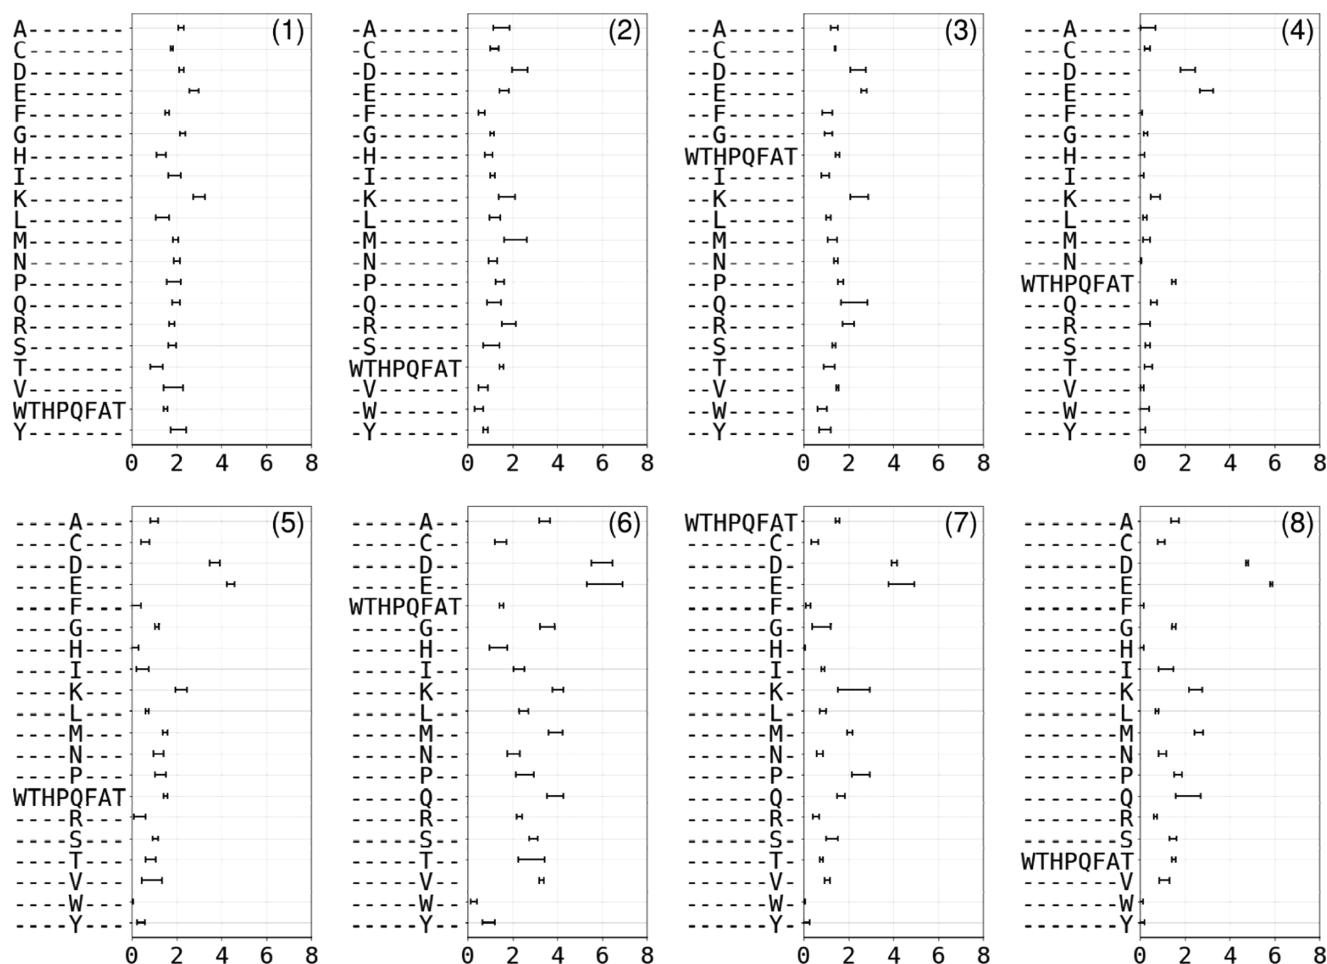 (1)
A-------
C-------
D-------
E-------
F-------
G-------
H-------
I-------
K-------
L-------
M-------
N-------
P-------
Q-------
R-------
S-------
T-------
V-------
WTHPQFAT
Y-------
0 2 4 6 8
(2)
-A------
-C------
-D------
-E------
-F------
-G------
-H------
-I------
-K------
-L------
-M------
-N------
-P------
-Q------
-R------
-S------
WTHPQFAT
-V------
-W------
-Y------
0 2 4 6 8
(3)
--A-----
--C-----
--D-----
--E-----
--F-----
--G-----
WTHPQFAT
--I-----
--K-----
--L-----
--M-----
--N-----
--P-----
--Q-----
--R-----
--S-----
--T-----
--V-----
--W-----
--Y-----
0 2 4 6 8
(4)
---A----
---C----
---D----
---E----
---F----
---G----
---H----
---I----
---K----
---L----
---M----
---N----
WTHPQFAT
---Q----
---R----
---S----
---T----
---V----
---W----
---Y----
0 2 4 6 8
(5)
----A---
----C---
----D---
----E---
----F---
----G---
----H---
----I---
----K---
----L---
----M---
----N---
----P---
WTHPQFAT
----R---
----S---
----T---
----V---
----W---
----Y---
0 2 4 6 8
(6)
-----A--
-----C--
-----D--
-----E--
WTHPQFAT
-----G--
-----H--
-----I--
-----K--
-----L--
-----M--
-----N--
-----P--
-----Q--
-----R--
-----S--
-----T--
-----V--
-----W--
-----Y--
0 2 4 6 8
(7)
WTHPQFAT
------C-
------D-
------E-
------F-
------G-
------H-
------I-
------K-
------L-
------M-
------N-
------P-
------Q-
------R-
------S-
------T-
------V-
------W-
------Y-
0 2 4 6 8
(8)
-------A
-------C
-------D
-------E
-------F
-------G
-------H
-------I
-------K
-------L
-------M
-------N
-------P
-------Q
-------R
-------S
WTHPQFAT
-------V
-------W
-------Y
0 2 4 6 8